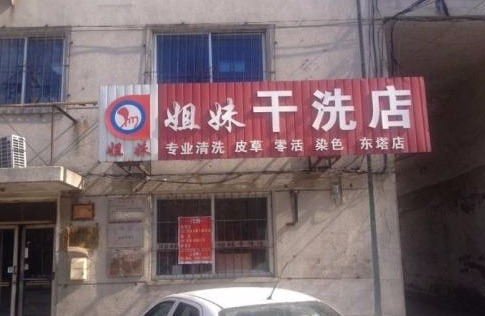 姐妹干洗店
姐妹
专业清洗 皮草 零活 染色 东塔店